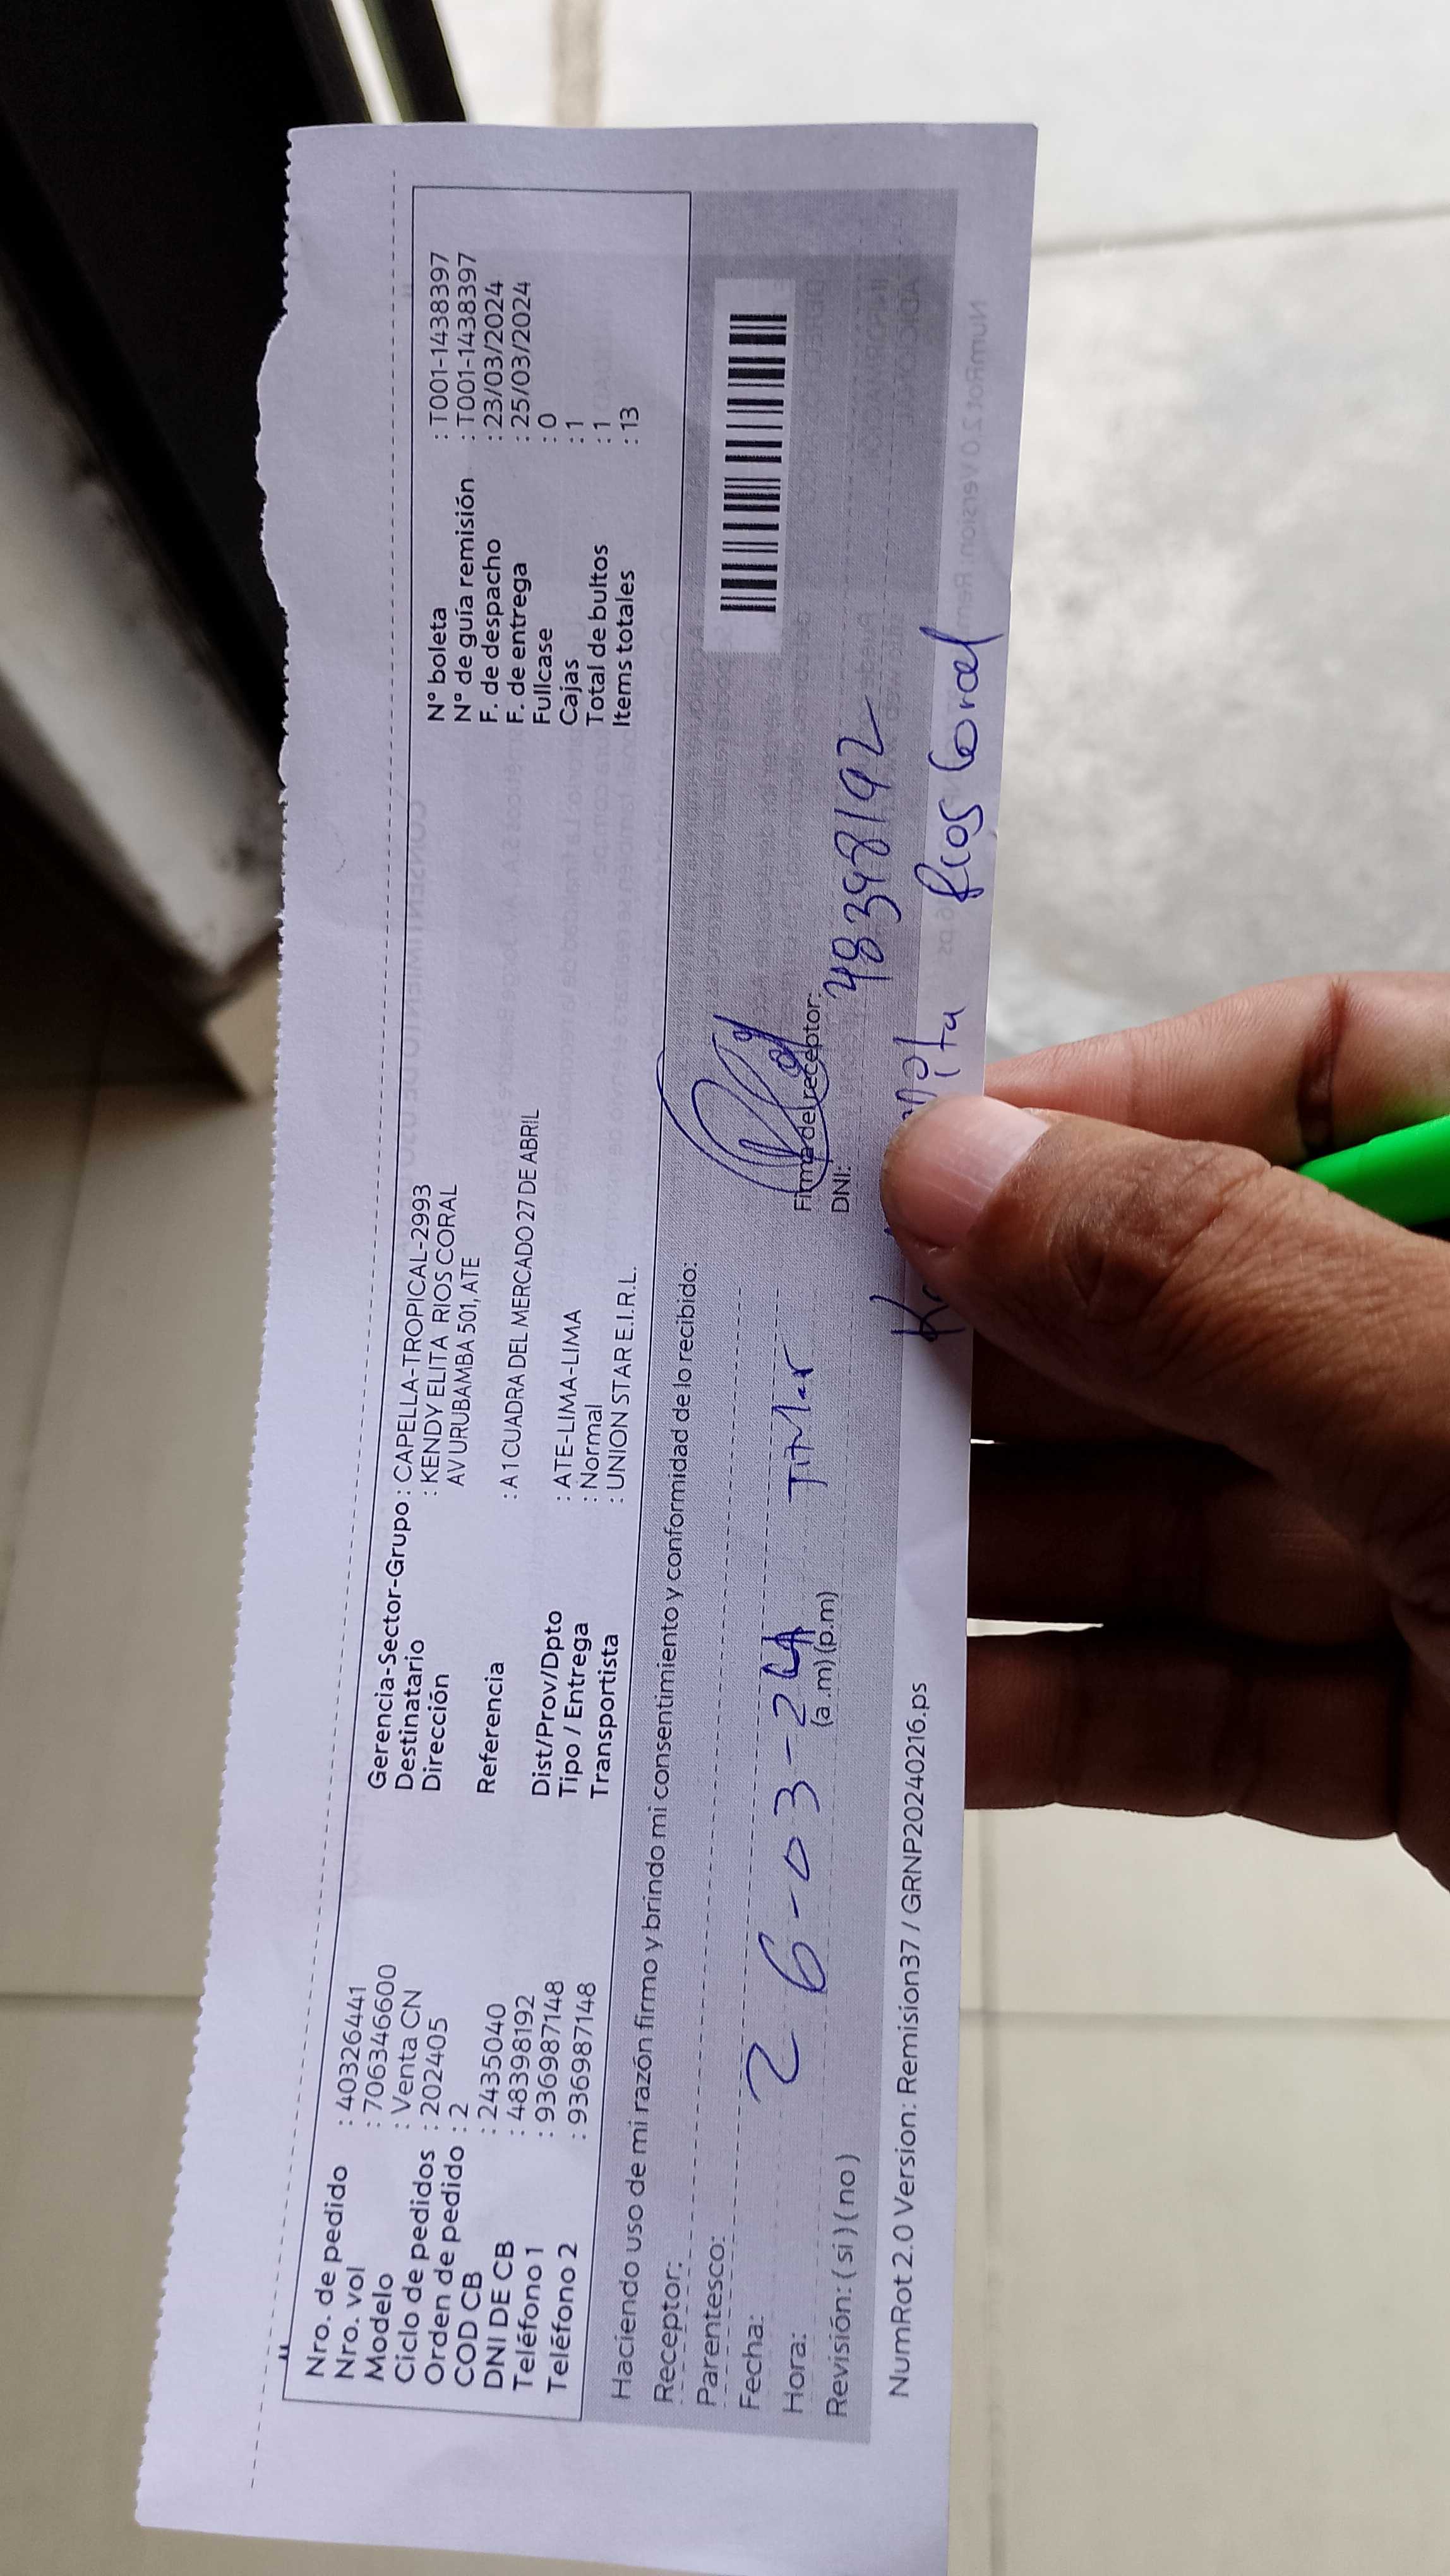 Nro. de pedido : 40326441
Nro. vol : 706346600
Modelo : Venta CN
Ciclo de pedidos : 202405
Orden de pedido : 2
COD CB : 2435040
DNI DE CB : 48398192
Teléfono 1 : 936987148
Teléfono 2 : 936987148
Gerencia-Sector-Grupo : CAPELLA-TROPICAL-2993
Destinatario : KENDY ELITA RIOS CORAL
Dirección AV URUBAMBA 501, ATE
Referencia : A 1 CUADRA DEL MERCADO 27 DE ABRIL
Dist/Prov/Dpto : ATE-LIMA-LIMA
Tipo / Entrega : Normal
Transportista : UNION STAR E.I.R.L.
N° boleta : T001-1438397
N° de guía remisión : T001-1438397
F. de despacho : 23/03/2024
F. de entrega : 25/03/2024
Fullcase : 0
Cajas : 1
Total de bultos : 1
Items totales : 13
Haciendo uso de mi razón firmo y brindo mi consentimiento y conformidad de lo recibido:
Receptor:
Parentesco:
Fecha: 26-03-24
Hora: (a.m) (p.m)
Revisión: ( si ) ( no )
Firma del receptor:
DNI: 48398192
Rios Coral
NumRot 2.0 Version: Remision37 / GRNP20240216.ps